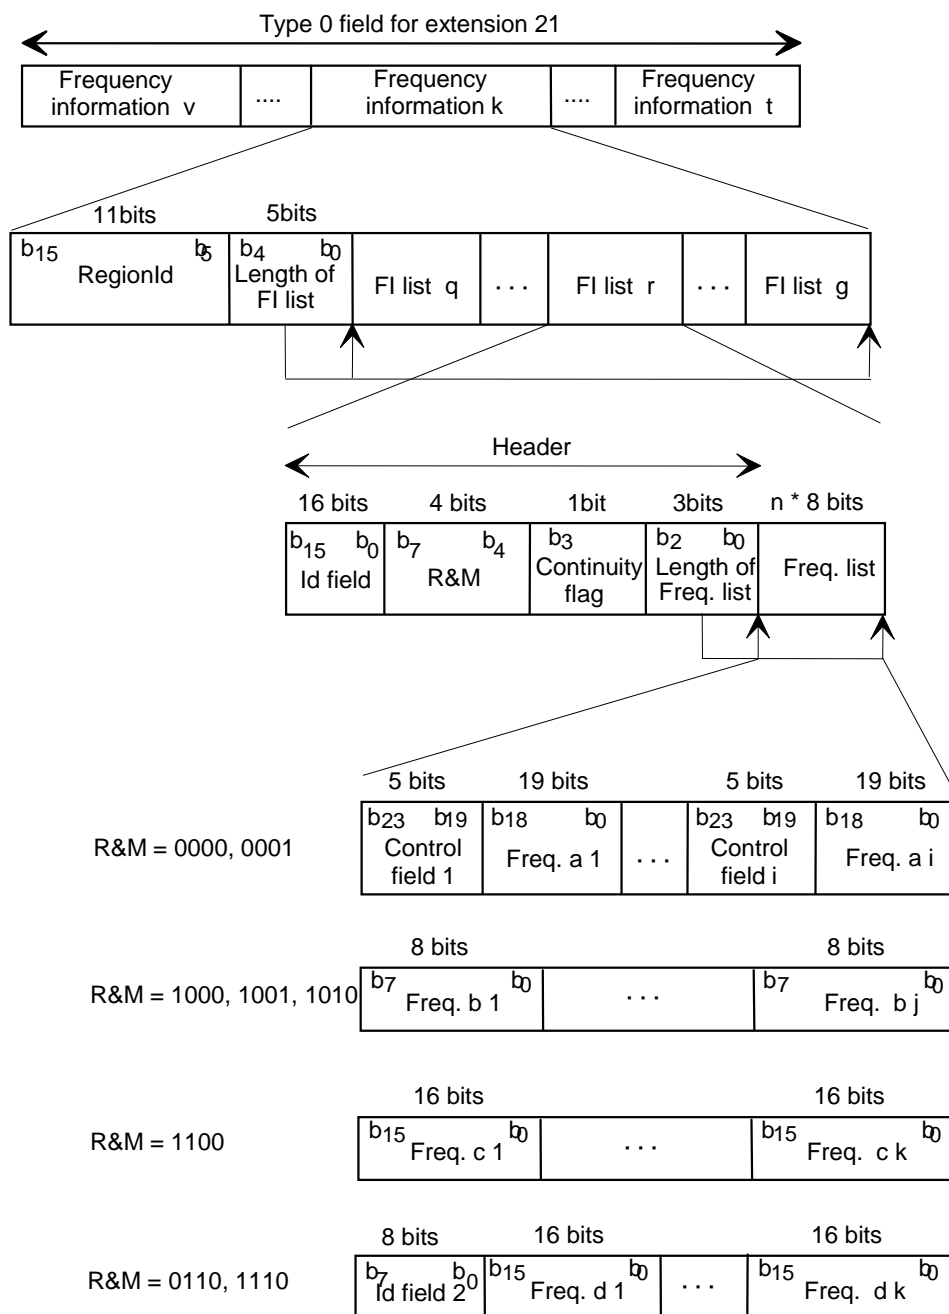 Type 0 field for extension 21
Frequency information v
....
Frequency information k
....
Frequency information t
11bits
5bits
b15 b5
RegionId
b4 b0
Length of FI list
FI list q
. . .
FI list r
. . .
FI list g
Header
16 bits
4 bits
1bit
3bits
n * 8 bits
b15 b0
Id field
b7 b4
R&M
b3
Continuity flag
b2 b0
Length of Freq. list
Freq. list
5 bits
19 bits
5 bits
19 bits
R&M = 0000, 0001
b23 b19
Control field 1
b18 b0
Freq. a 1
. . .
b23 b19
Control field i
b18 b0
Freq. a i
8 bits
8 bits
R&M = 1000, 1001, 1010
b7 b0
Freq. b 1
. . .
b7 b0
Freq. b j
16 bits
16 bits
R&M = 1100
b15 b0
Freq. c 1
. . .
b15 b0
Freq. c k
8 bits
16 bits
16 bits
R&M = 0110, 1110
b7 b0
Id field 2
b15 b0
Freq. d 1
. . .
b15 b0
Freq. d k